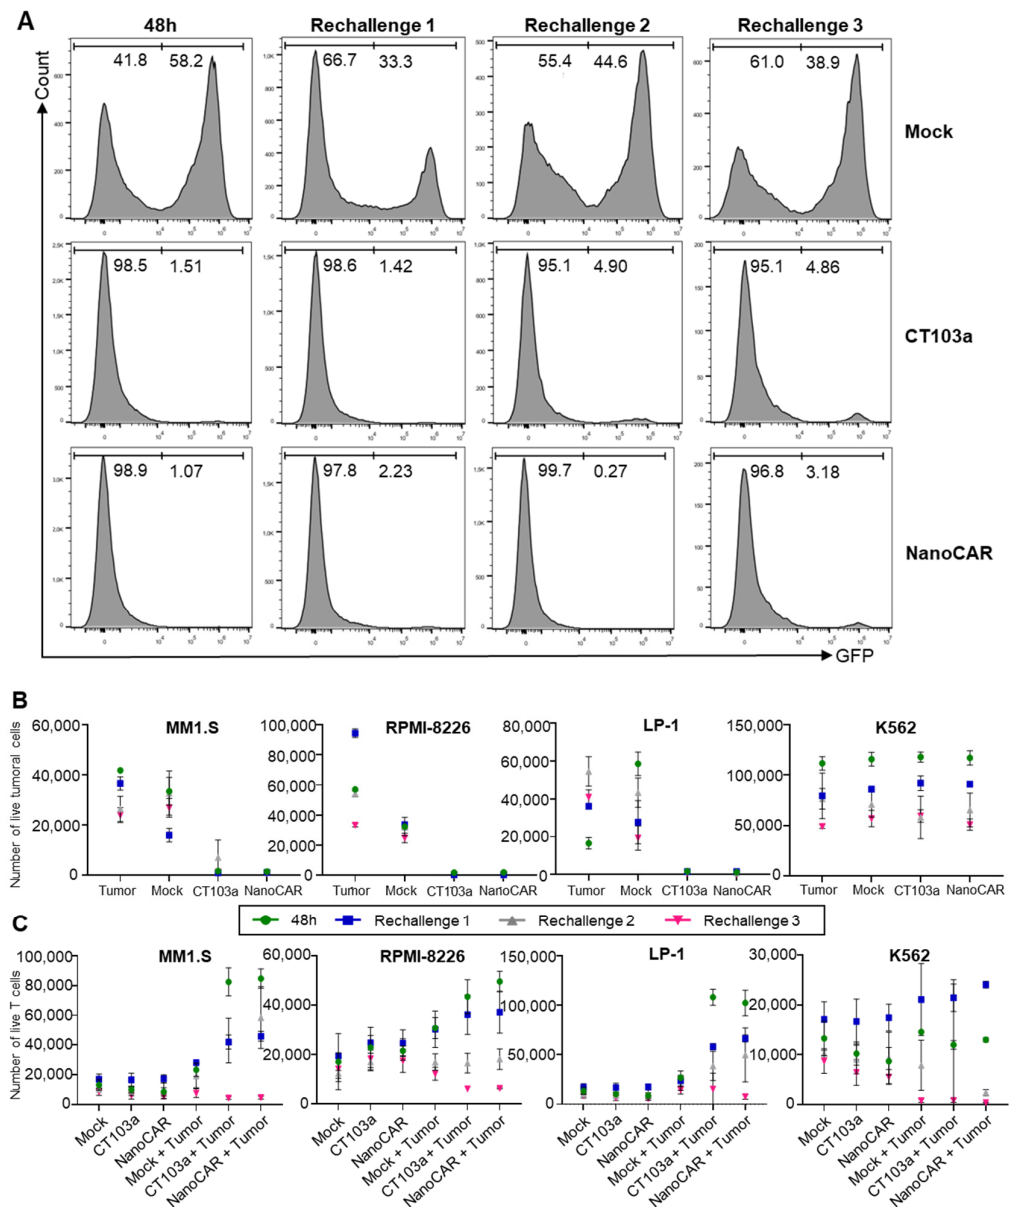 A
48h Rechallenge 1 Rechallenge 2 Rechallenge 3
Count
41.8 58.2
66.7 33.3
55.4 44.6
61.0 38.9
Mock
98.5 1.51
98.6 1.42
95.1 4.90
95.1 4.86
CT103a
98.9 1.07
97.8 2.23
99.7 0.27
96.8 3.18
NanoCAR
GFP
B
Number of live tumoral cells
MM1.S
60,000
40,000
20,000
0
Tumor Mock CT103a NanoCAR
RPMI-8226
100,000
80,000
60,000
40,000
20,000
0
Tumor Mock CT103a NanoCAR
LP-1
80,000
60,000
40,000
20,000
0
Tumor Mock CT103a NanoCAR
K562
150,000
100,000
50,000
0
Tumor Mock CT103a NanoCAR
48h Rechallenge 1 Rechallenge 2 Rechallenge 3
C
Number of live T cells
MM1.S
100,000
80,000
60,000
40,000
20,000
0
Mock
CT103a
NanoCAR
Mock + Tumor
CT103a + Tumor
NanoCAR + Tumor
RPMI-8226
60,000
40,000
20,000
0
Mock
CT103a
NanoCAR
Mock + Tumor
CT103a + Tumor
NanoCAR + Tumor
LP-1
150,000
100,000
50,000
0
Mock
CT103a
NanoCAR
Mock + Tumor
CT103a + Tumor
NanoCAR + Tumor
K562
30,000
20,000
10,000
0
Mock
CT103a
NanoCAR
Mock + Tumor
CT103a + Tumor
NanoCAR + Tumor